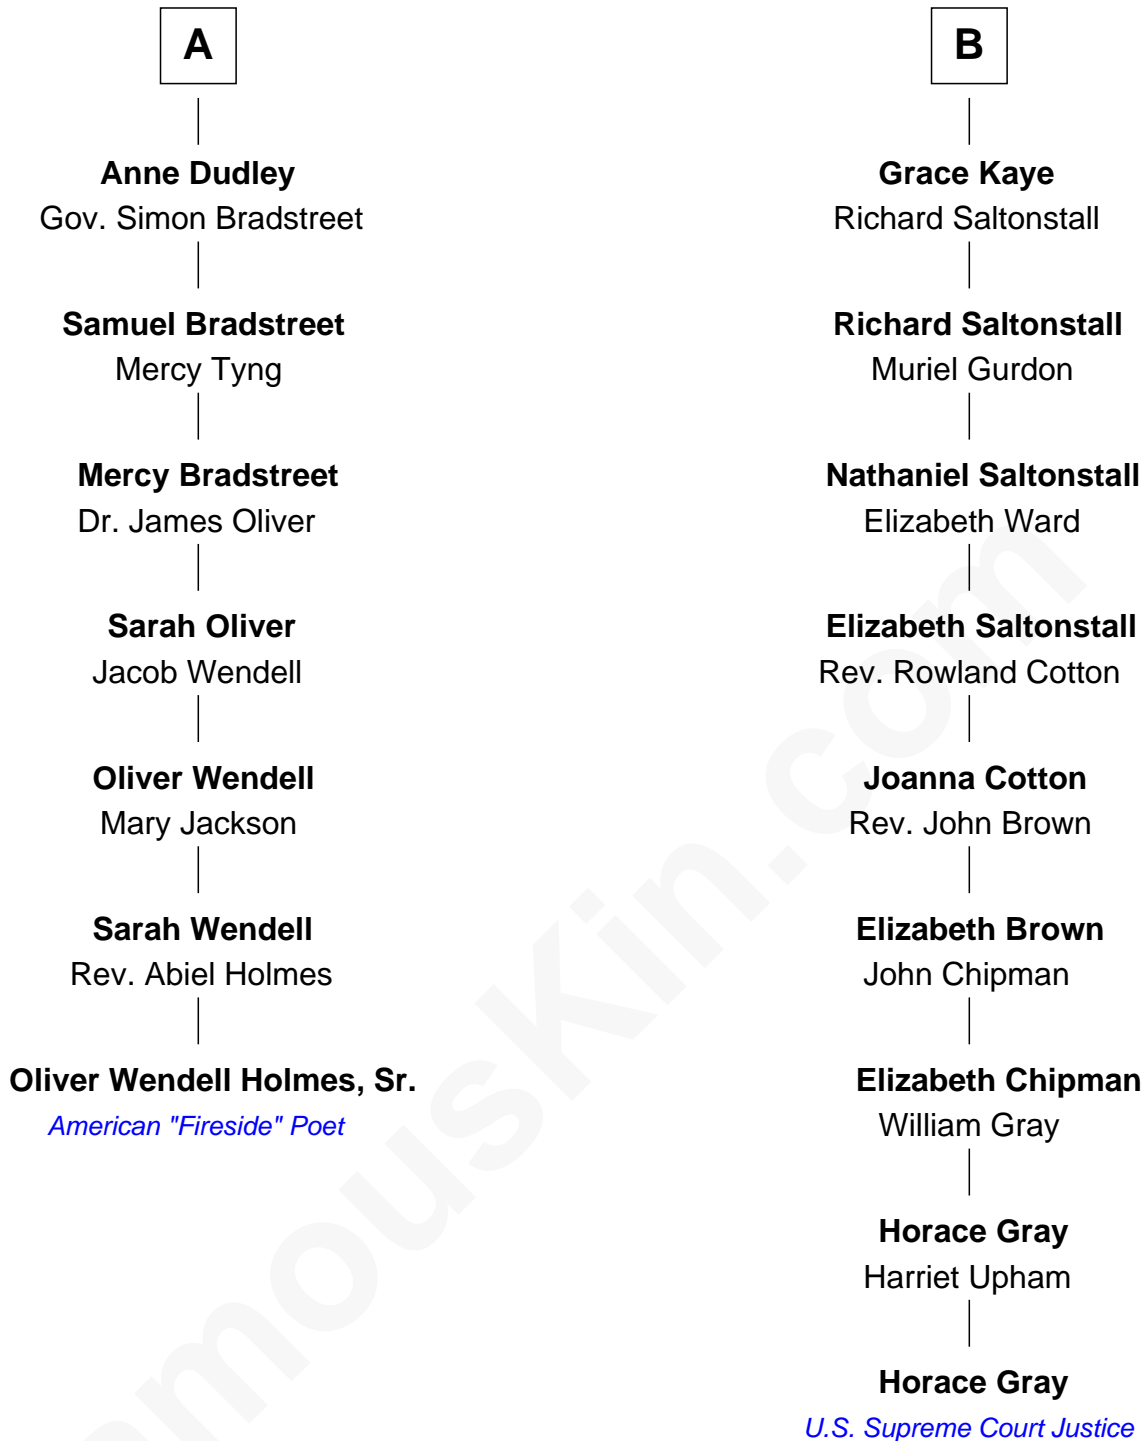 A
Anne Dudley
Gov. Simon Bradstreet
Samuel Bradstreet
Mercy Tyng
Mercy Bradstreet
Dr. James Oliver
Sarah Oliver
Jacob Wendell
Oliver Wendell
Mary Jackson
Sarah Wendell
Rev. Abiel Holmes
Oliver Wendell Holmes, Sr.
American "Fireside" Poet
B
Grace Kaye
Richard Saltonstall
Richard Saltonstall
Muriel Gurdon
Nathaniel Saltonstall
Elizabeth Ward
Elizabeth Saltonstall
Rev. Rowland Cotton
Joanna Cotton
Rev. John Brown
Elizabeth Brown
John Chipman
Elizabeth Chipman
William Gray
Horace Gray
Harriet Upham
Horace Gray
U.S. Supreme Court Justice
amouskin.com